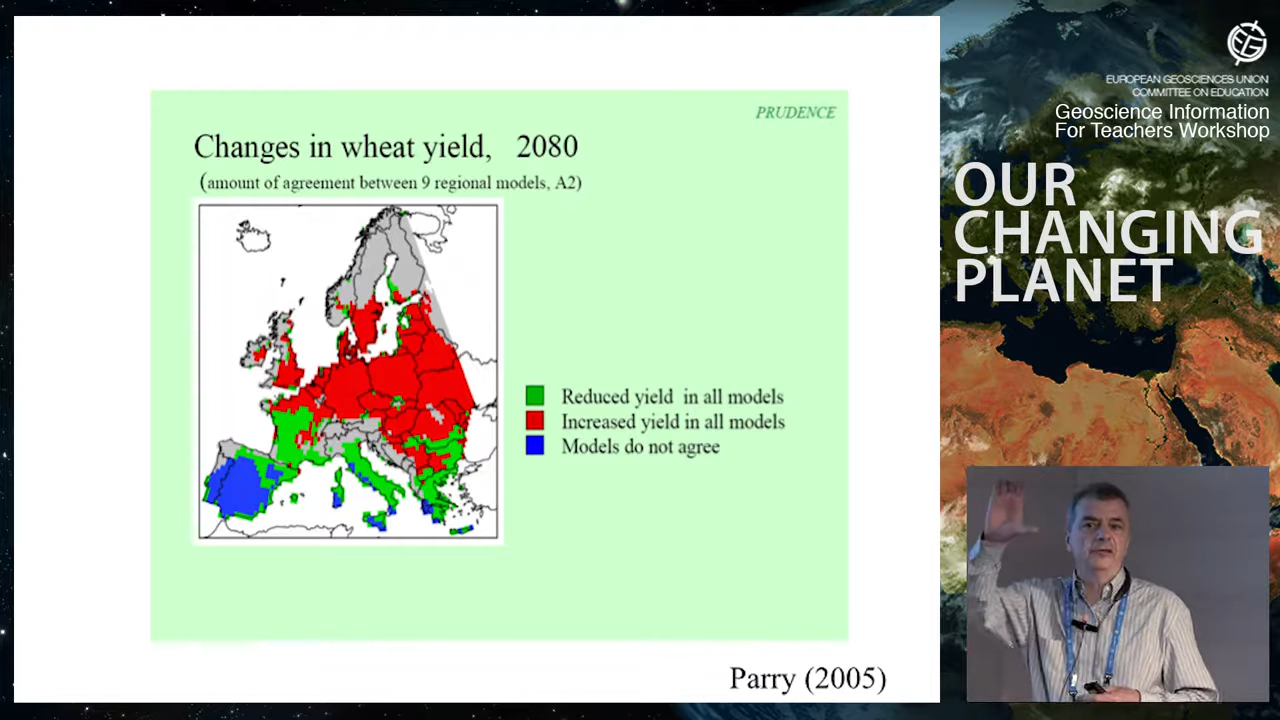 PRUDENCE
Changes in wheat yield, 2080
(amount of agreement between 9 regional models, A2)
Reduced yield in all models
Increased yield in all models
Models do not agree
Parry (2005)
EUROPEAN GEOSCIENCES UNION
COMMITTEE ON EDUCATION
Geoscience Information
For Teachers Workshop
OUR
CHANGING
PLANET